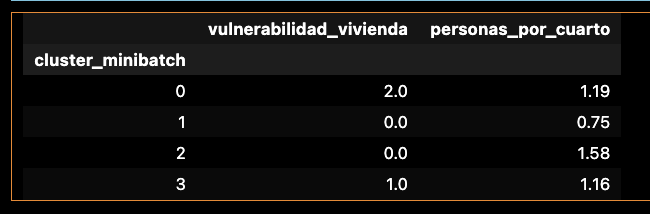 vulnerabilidad_vivienda personas_por_cuarto
cluster_minibatch
0 2.0 1.19
1 0.0 0.75
2 0.0 1.58
3 1.0 1.16